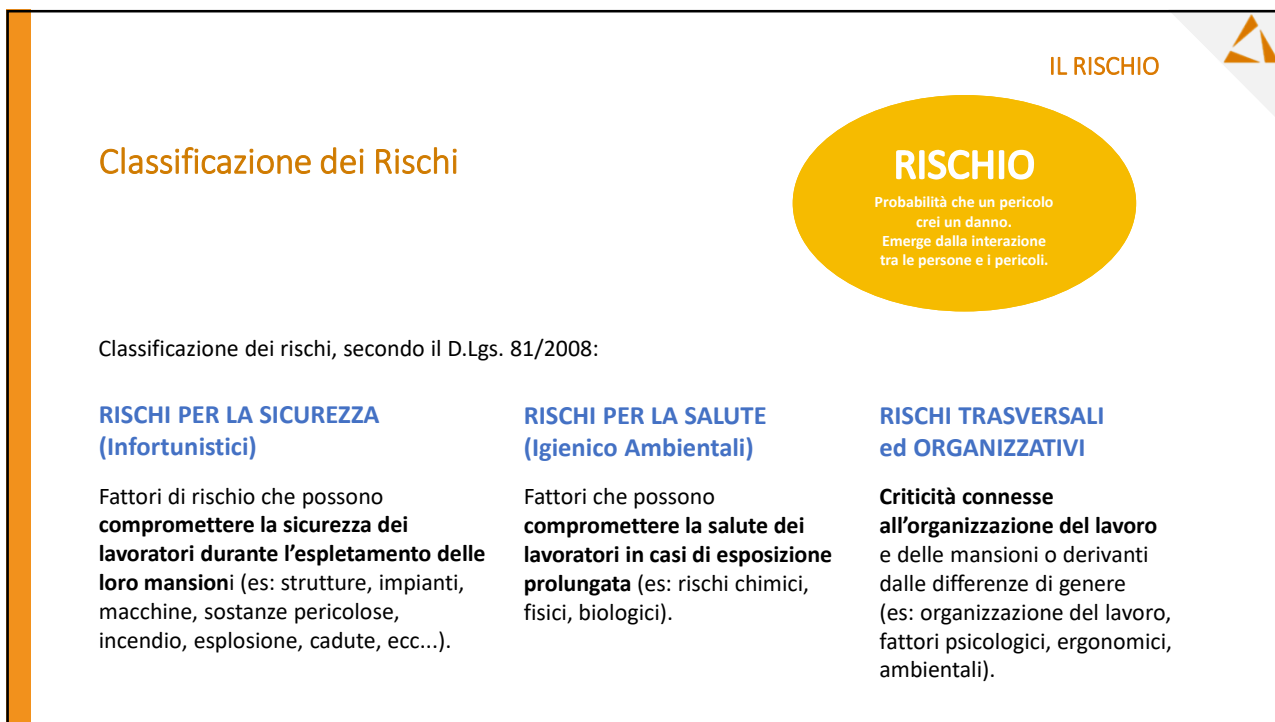 IL RISCHIO
Classificazione dei Rischi
RISCHIO
Probabilità che un pericolo
crei un danno.
Emerge dalla interazione
tra le persone e i pericoli.
Classificazione dei rischi, secondo il D.Lgs. 81/2008:
RISCHI PER LA SICUREZZA
(Infortunistici)
Fattori di rischio che possono
compromettere la sicurezza dei
lavoratori durante l’espletamento delle
loro mansioni (es: strutture, impianti,
macchine, sostanze pericolose,
incendio, esplosione, cadute, ecc...).
RISCHI PER LA SALUTE
(Igienico Ambientali)
Fattori che possono
compromettere la salute dei
lavoratori in casi di esposizione
prolungata (es: rischi chimici,
fisici, biologici).
RISCHI TRASVERSALI
ed ORGANIZZATIVI
Criticità connesse
all’organizzazione del lavoro
e delle mansioni o derivanti
dalle differenze di genere
(es: organizzazione del lavoro,
fattori psicologici, ergonomici,
ambientali).